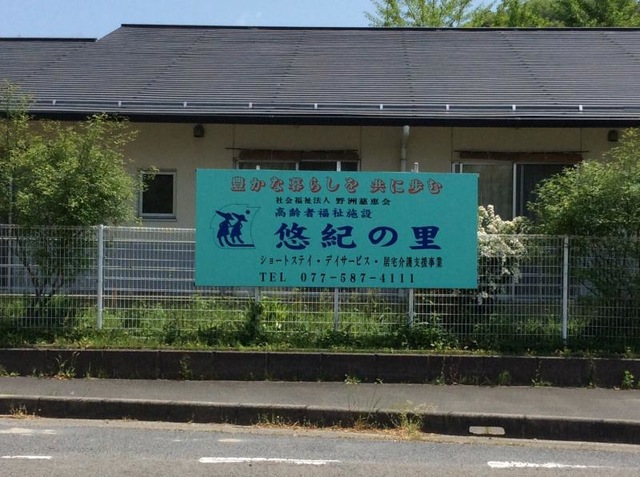 豊かな暮らしを 共に歩む
社会福祉法人 野洲慈恵会
高齢者福祉施設
悠紀の里
ショートステイ・デイサービス・居宅介護支援事業
TEL 077-587-4111